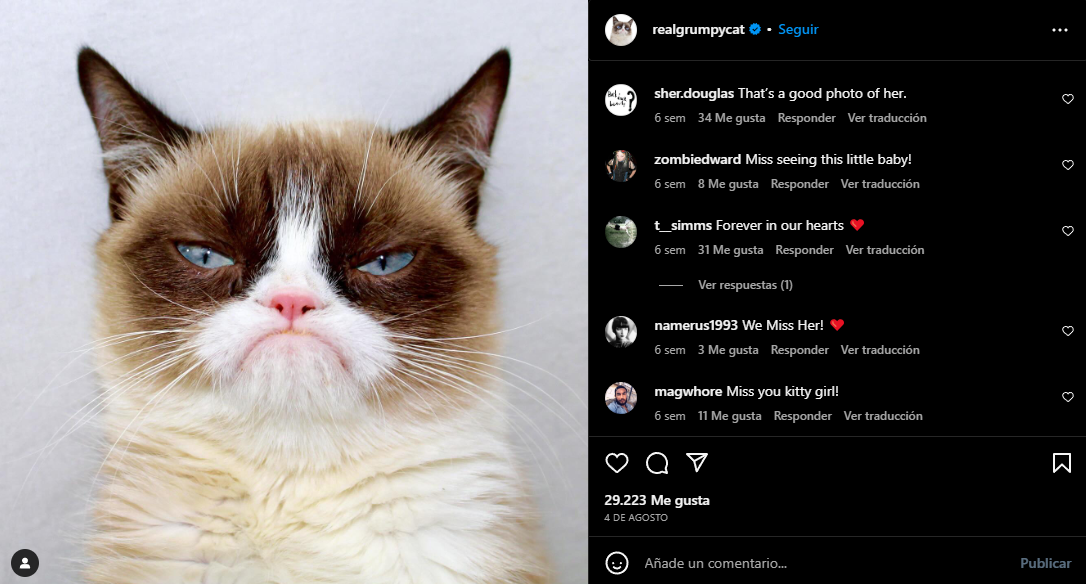 realgrumpycat • Seguir
sher.douglas That's a good photo of her.
6 sem 34 Me gusta Responder Ver traducción
zombiedward Miss seeing this little baby!
6 sem 8 Me gusta Responder Ver traducción
t__simms Forever in our hearts ❤️
6 sem 31 Me gusta Responder Ver traducción
Ver respuestas (1)
namerus1993 We Miss Her! ❤️
6 sem 3 Me gusta Responder Ver traducción
magwhore Miss you kitty girl!
6 sem 11 Me gusta Responder Ver traducción
29.223 Me gusta
4 DE AGOSTO
Añade un comentario...
Publicar